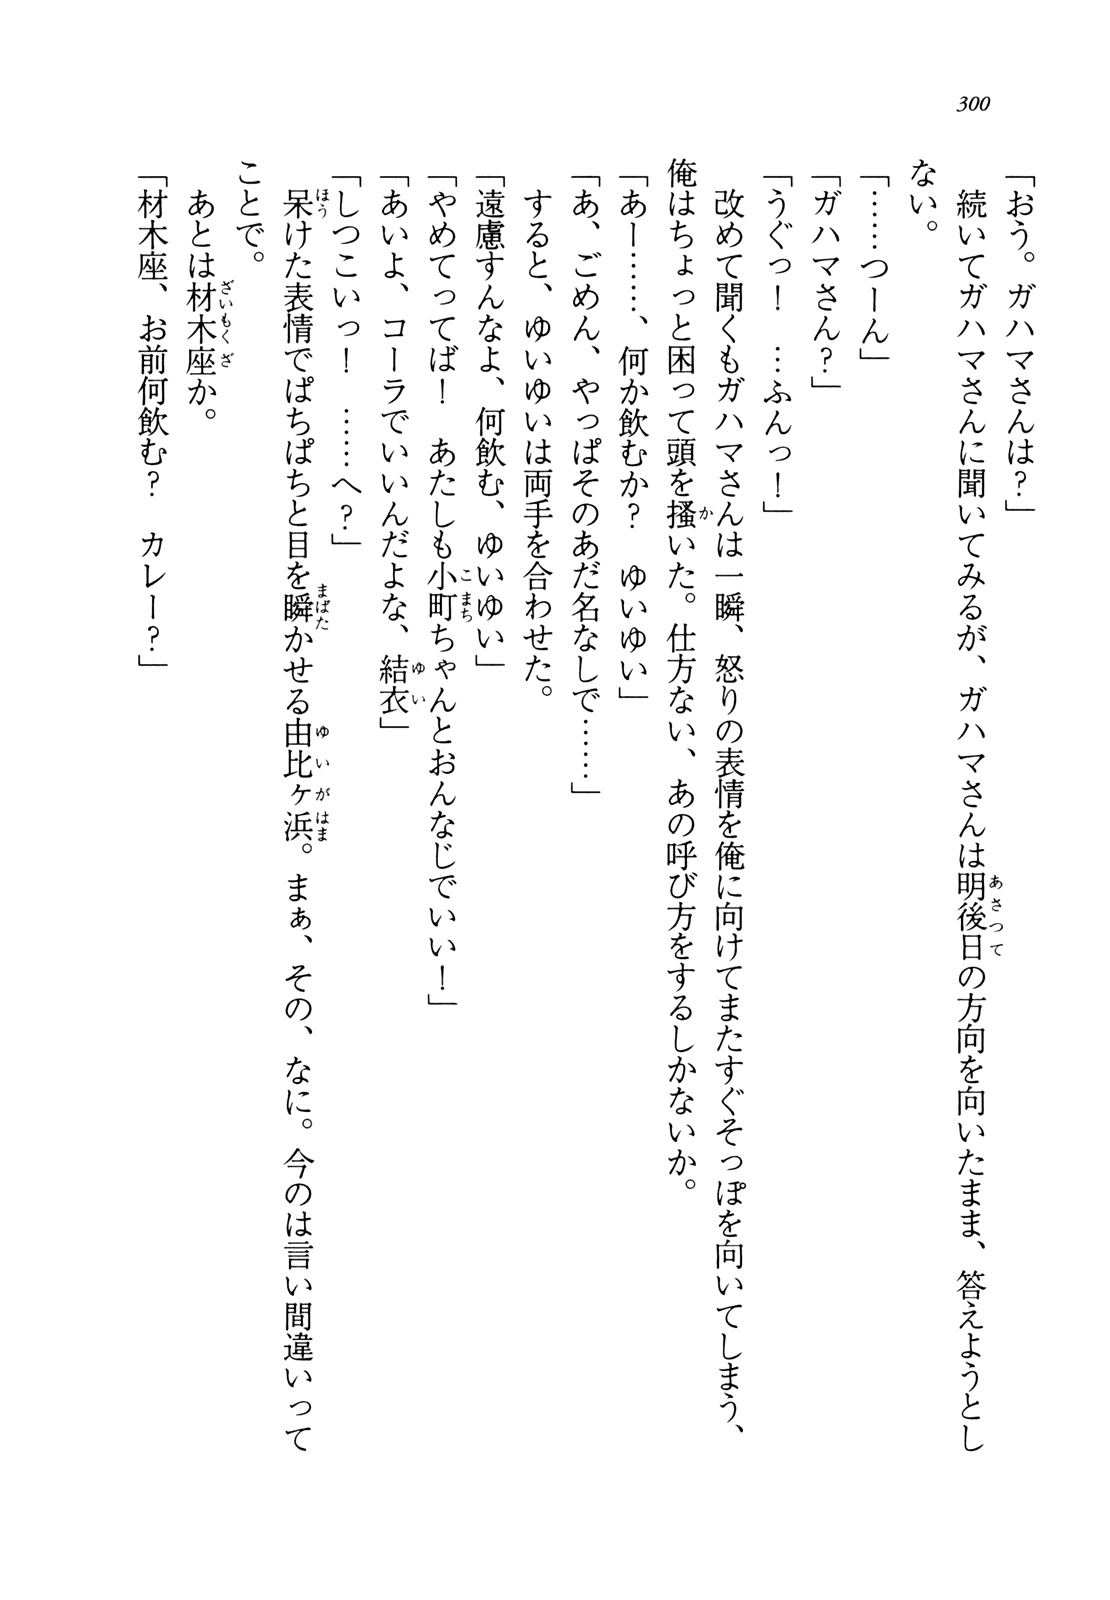 300
「おう。ガハマさんは？」
　続いてガハマさんに聞いてみるが、ガハマさんは明後日の方向を向いたまま、答えようとし
ない。
「……つーん」
「ガハマさん？」
「うぐっ！　…ふんっ！」
　改めて聞くもガハマさんは一瞬、怒りの表情を俺に向けてまたすぐそっぽを向いてしまう、
俺はちょっと困って頭を掻いた。仕方ない、あの呼び方をするしかないか。
「あー……、何か飲むか？　ゆいゆい」
「あ、ごめん、やっぱそのあだ名なしで……」
　すると、ゆいゆいは両手を合わせた。
「遠慮すんなよ、何飲む、ゆいゆい」
「やめてってば！　あたしも小町ちゃんとおんなじでいい！」
「あいよ、コーラでいいんだよな、結衣」
「しつこいっ！　……へ？」
　呆けた表情でぱちぱちと目を瞬かせる由比ヶ浜。まぁ、その、なに。今のは言い間違いって
ことで。
　あとは材木座か。
「材木座、お前何飲む？　カレー？」